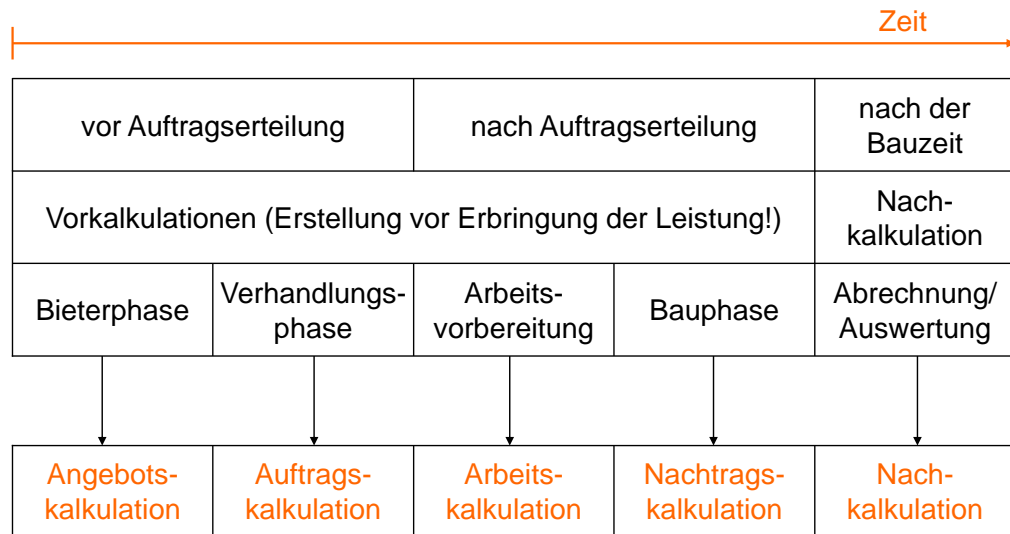 Zeit
vor Auftragserteilung
nach Auftragserteilung
nach der
Bauzeit
Vorkalkulationen (Erstellung vor Erbringung der Leistung!)
Nach-
kalkulation
Bieterphase
Verhandlungs-
phase
Arbeits-
vorbereitung
Bauphase
Abrechnung/
Auswertung
Angebots-
kalkulation
Auftrags-
kalkulation
Arbeits-
kalkulation
Nachtrags-
kalkulation
Nach-
kalkulation